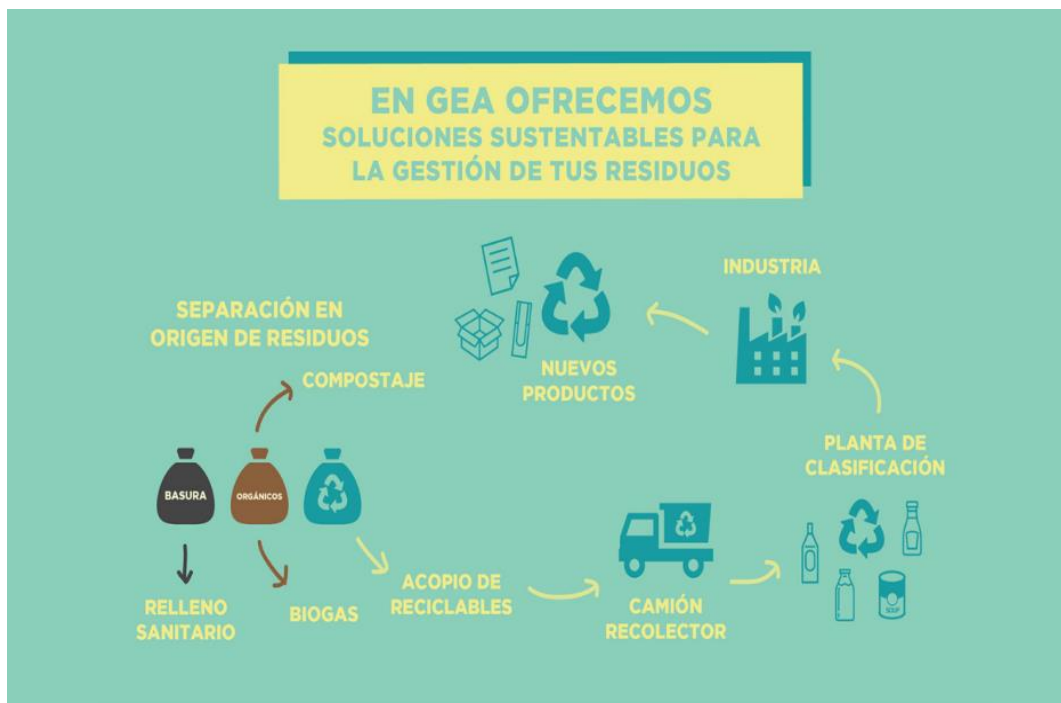 EN GEA OFRECEMOS
SOLUCIONES SUSTENTABLES PARA
LA GESTIÓN DE TUS RESIDUOS
SEPARACIÓN EN
ORIGEN DE RESIDUOS
COMPOSTAJE
BASURA
ORGÁNICOS
RELLENO
SANITARIO
BIOGAS
ACOPIO DE
RECICLABLES
CAMIÓN
RECOLECTOR
PLANTA DE
CLASIFICACIÓN
SOUP
INDUSTRIA
NUEVOS
PRODUCTOS